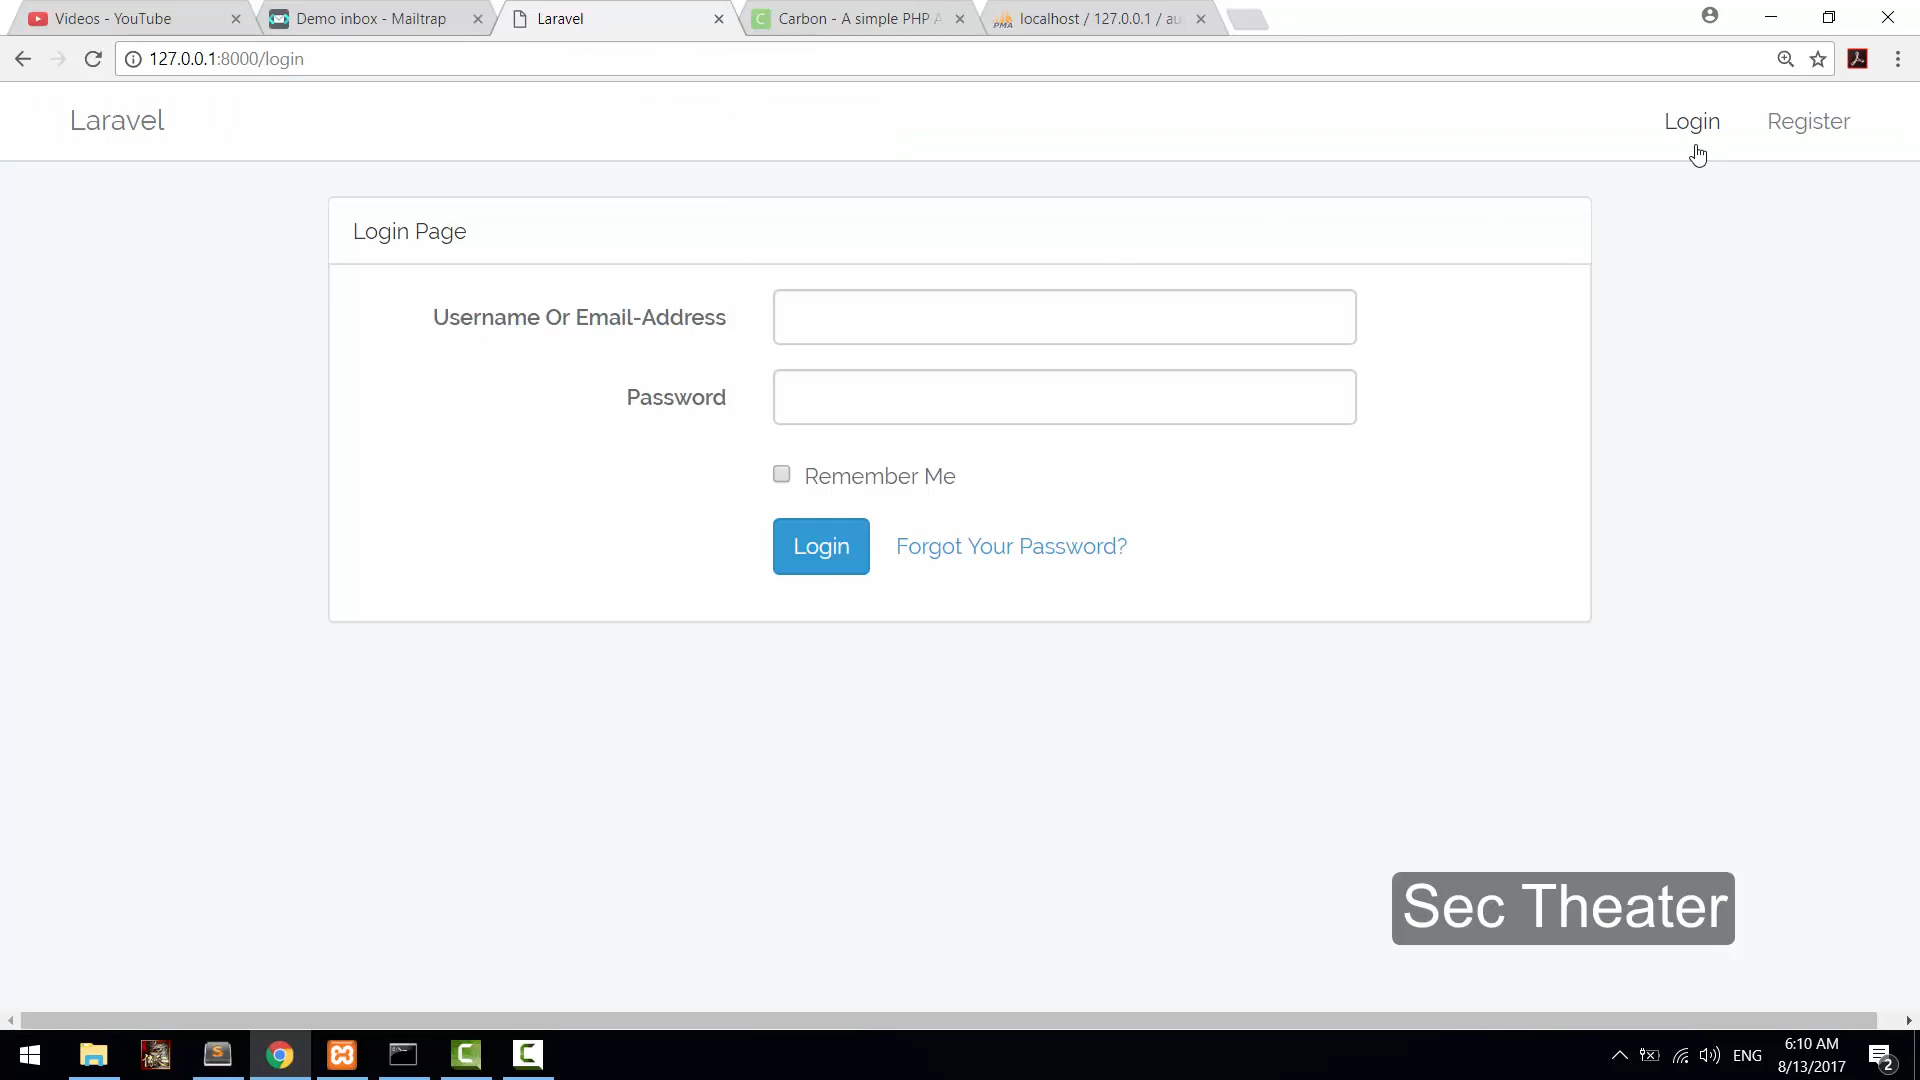 Videos - YouTube
Demo inbox - Mailtrap
Laravel
Carbon - A simple PHP A
localhost / 127.0.0.1 / au
127.0.0.1:8000/login
Laravel
Login
Register
Login Page
Username Or Email-Address
Password
Remember Me
Login
Forgot Your Password?
Sec Theater
ENG
6:10 AM
8/13/2017
2